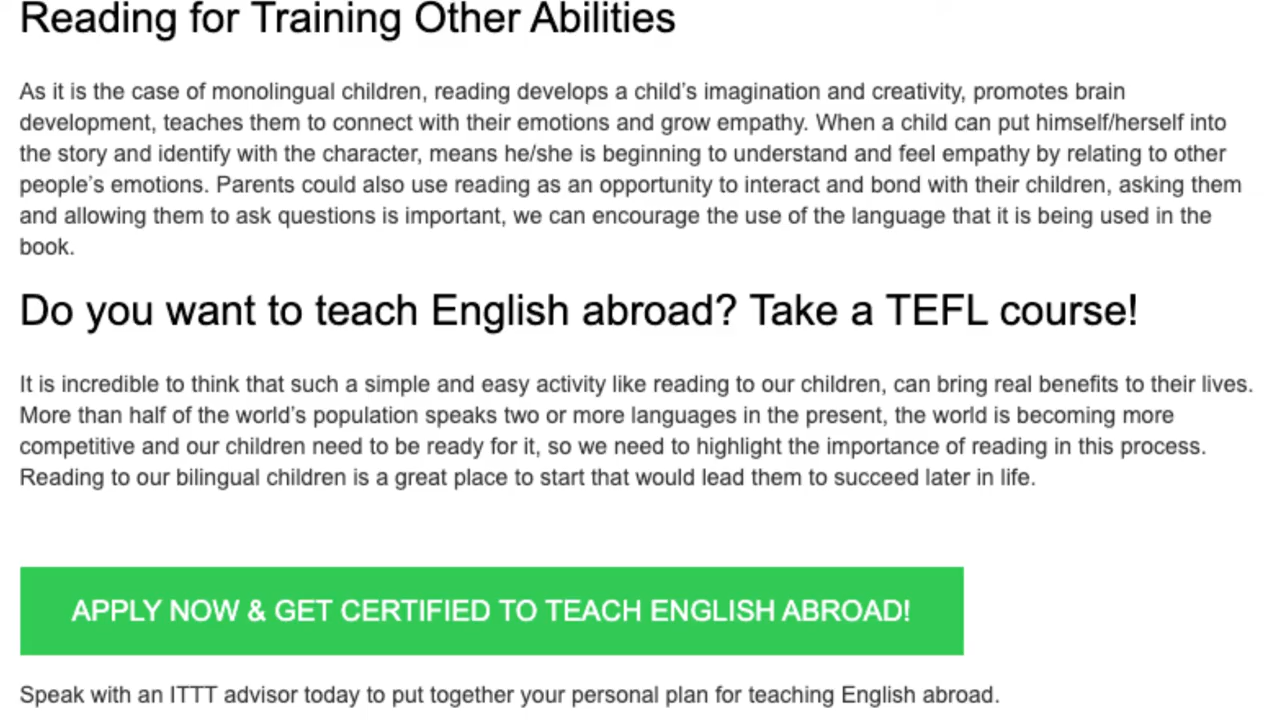 Reading for Training Other Abilities
As it is the case of monolingual children, reading develops a child’s imagination and creativity, promotes brain
development, teaches them to connect with their emotions and grow empathy. When a child can put himself/herself into
the story and identify with the character, means he/she is beginning to understand and feel empathy by relating to other
people’s emotions. Parents could also use reading as an opportunity to interact and bond with their children, asking them
and allowing them to ask questions is important, we can encourage the use of the language that it is being used in the
book.
Do you want to teach English abroad? Take a TEFL course!
It is incredible to think that such a simple and easy activity like reading to our children, can bring real benefits to their lives.
More than half of the world’s population speaks two or more languages in the present, the world is becoming more
competitive and our children need to be ready for it, so we need to highlight the importance of reading in this process.
Reading to our bilingual children is a great place to start that would lead them to succeed later in life.
APPLY NOW & GET CERTIFIED TO TEACH ENGLISH ABROAD!
Speak with an ITTT advisor today to put together your personal plan for teaching English abroad.